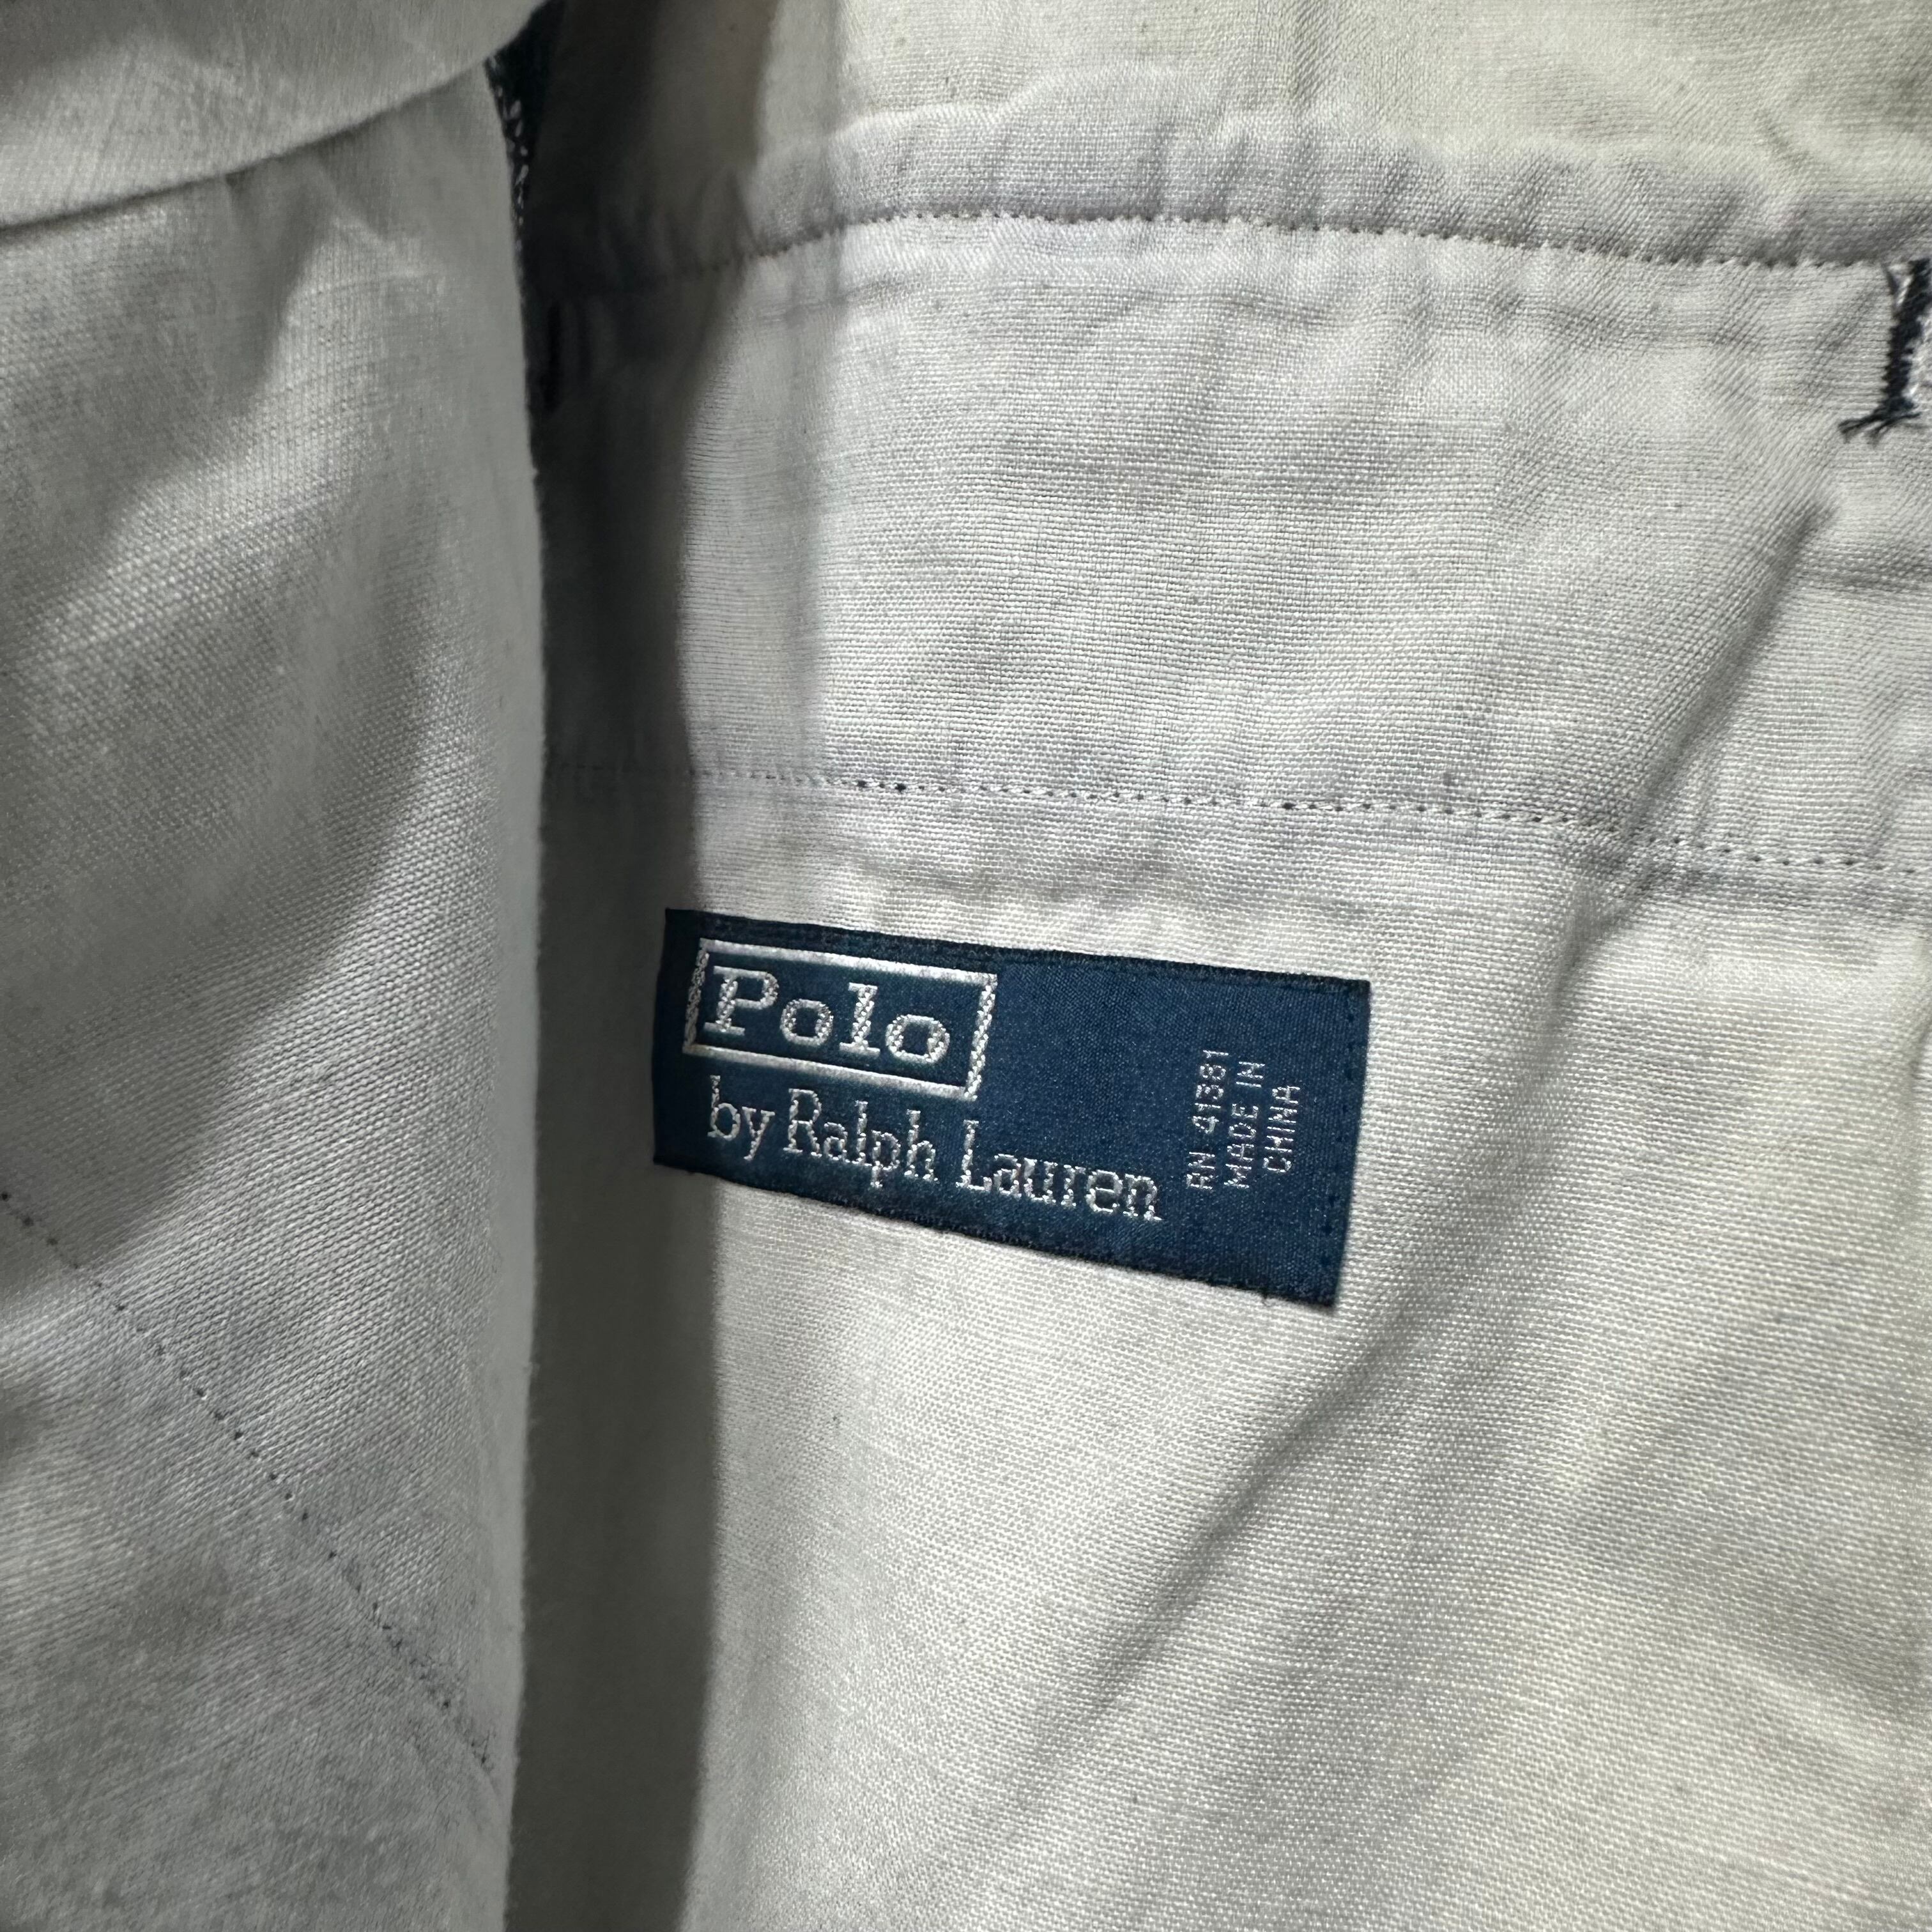 Polo
by Ralph Lauren
RN 41381
MADE IN
CHINA